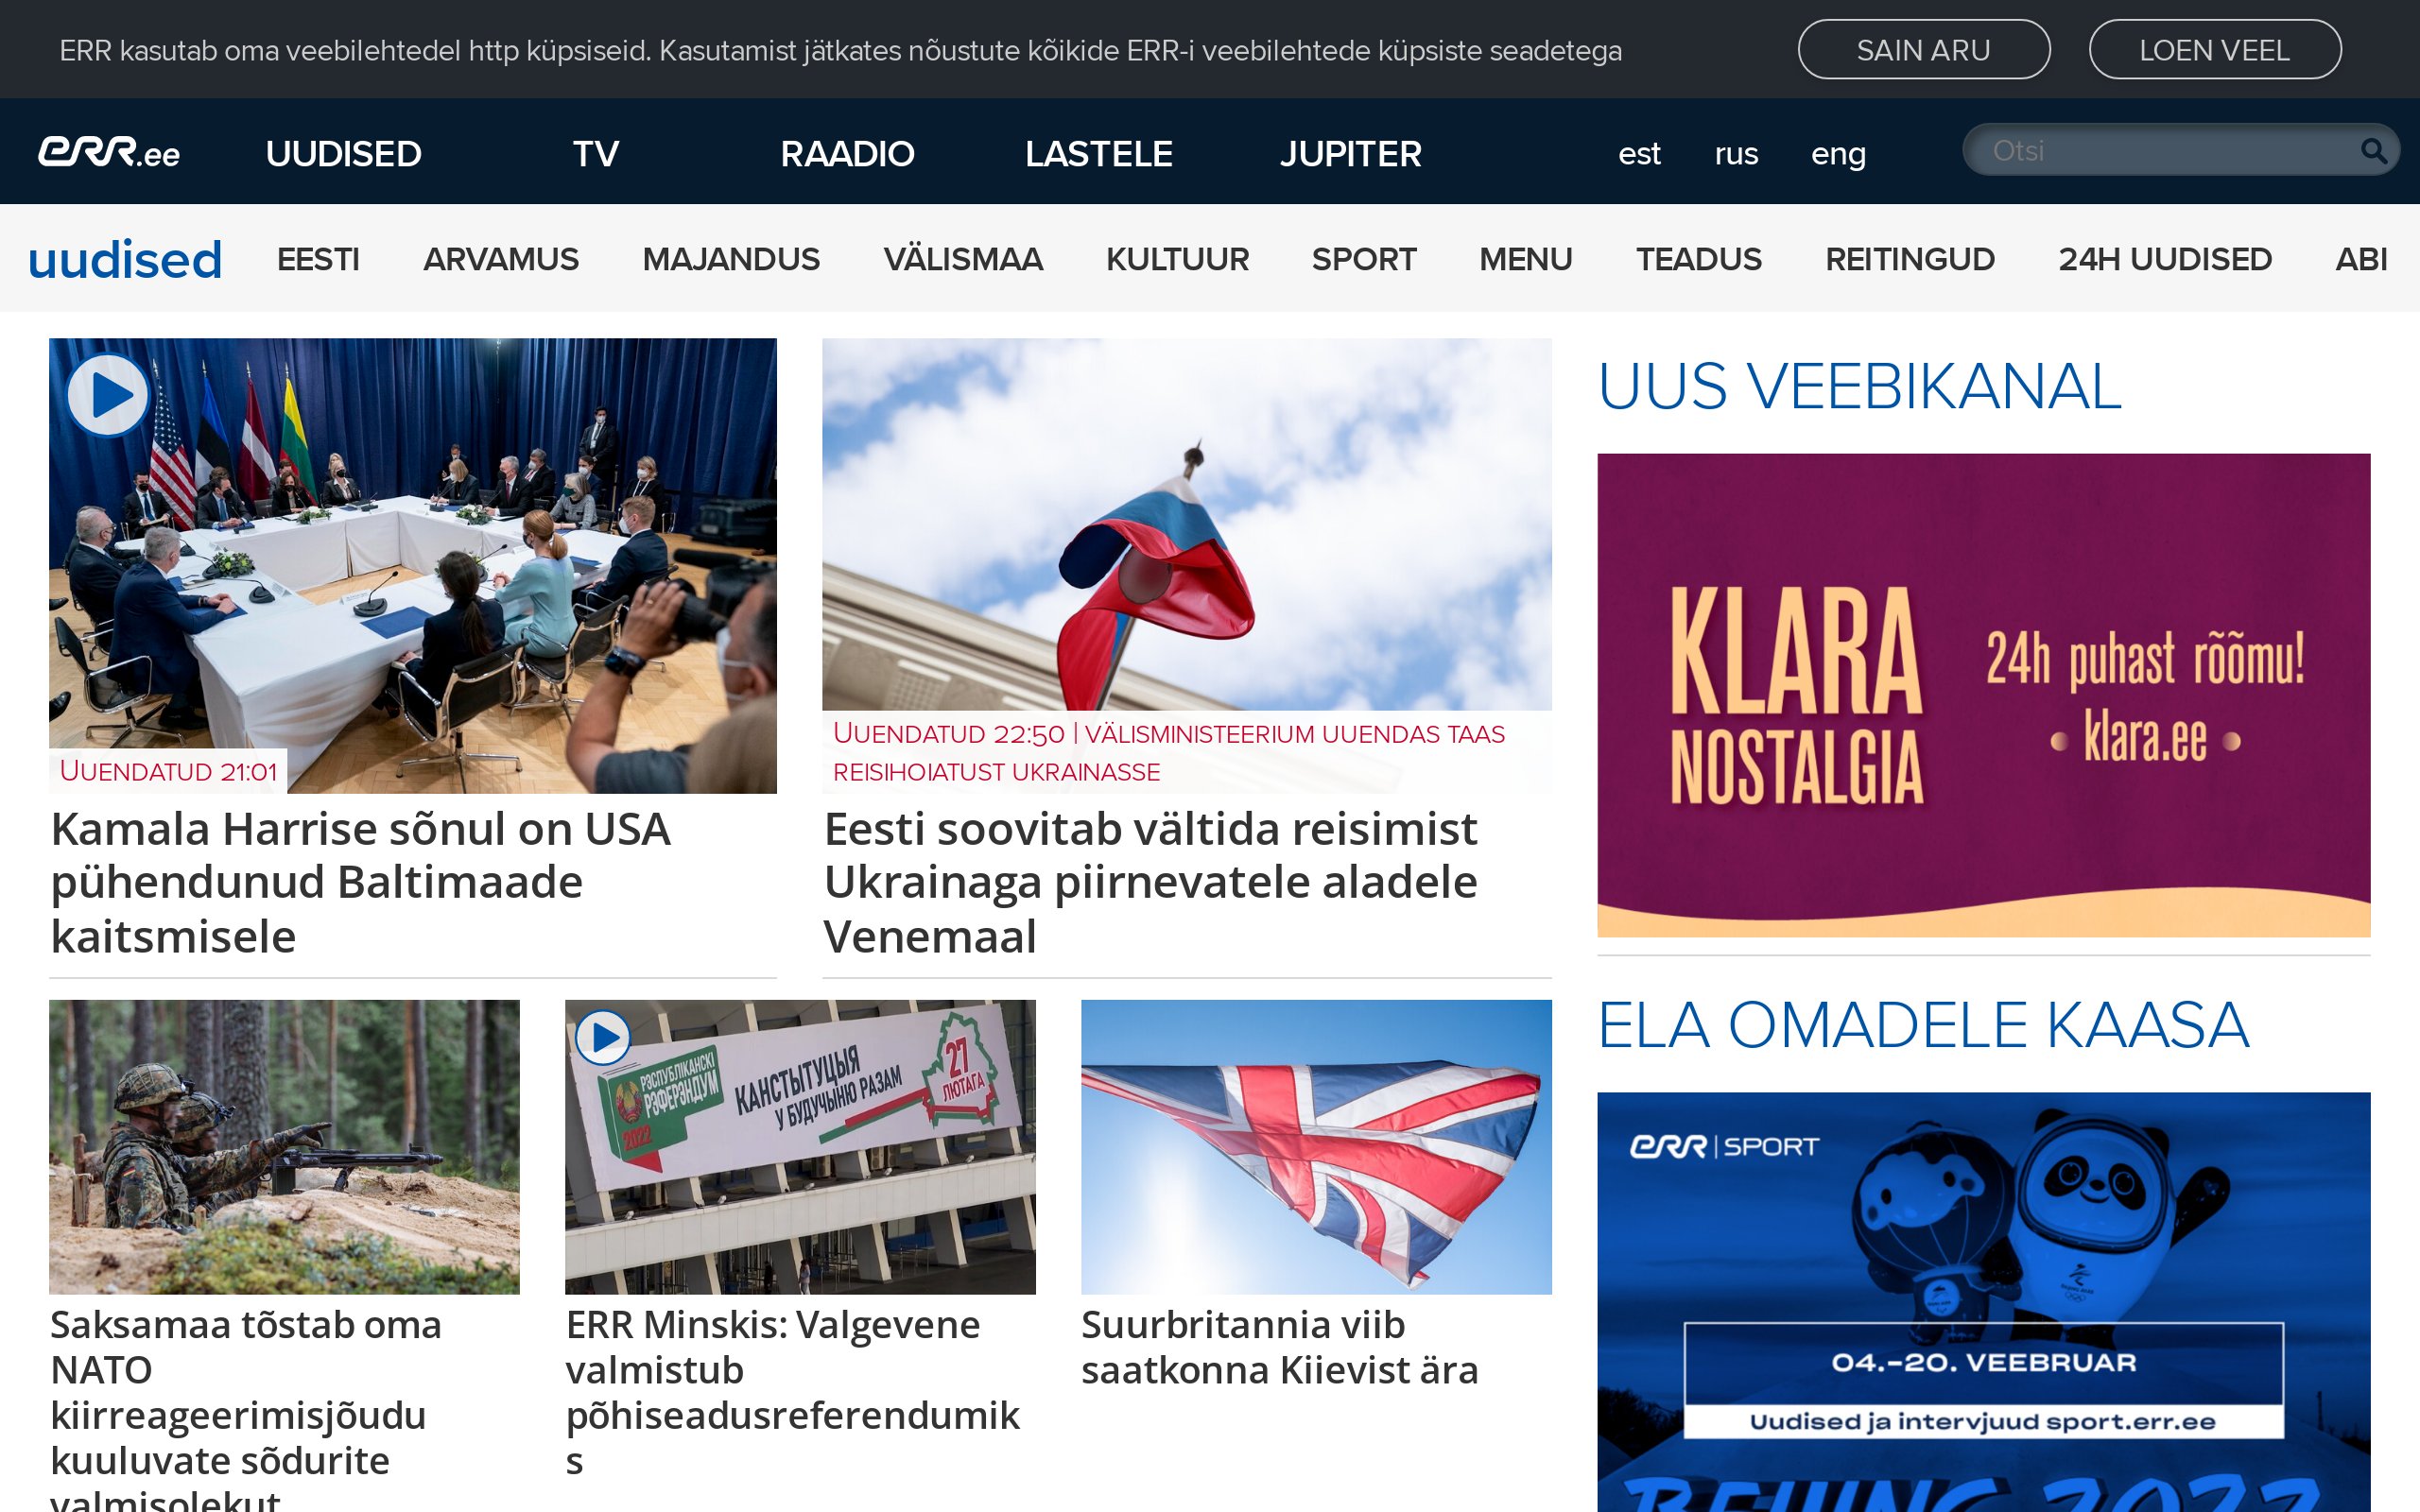 ERR kasutab oma veebilehtedel http küpsiseid. Kasutamist jätkates nõustute kõikide ERR-i veebilehtede küpsiste seadetega
SAIN ARU
LOEN VEEL
err.ee
UUDISED
TV
RAADIO
LASTELE
JUPITER
est
rus
eng
Otsi
uudised
EESTI
ARVAMUS
MAJANDUS
VÄLISMAA
KULTUUR
SPORT
MENU
TEADUS
REITINGUD
24H UUDISED
ABI
UUENDATUD 21:01
Kamala Harrise sõnul on USA
pühendunud Baltimaade
kaitsmisele
UUENDATUD 22:50 | VÄLISMINISTEERIUM UUENDAS TAAS
REISIHOIATUST UKRAINASSE
Eesti soovitab vältida reisimist
Ukrainaga piirnevatele aladele
Venemaal
UUS VEEBIKANAL
KLARA
NOSTALGIA
24h puhast rõõmu!
• klara.ee •
РЭСПУБЛІКАНСКІ
РЭФЕРЭНДУМ
2022
КАНСТЫТУЦЫЯ
У БУДУЧЫНЮ РАЗАМ
27
ЛЮТАГА
Saksamaa tõstab oma
NATO
kiirreageerimisjõudu
kuuluvate sõdurite
valmisolekut
ERR Minskis: Valgevene
valmistub
põhiseadusreferendumik
s
Suurbritannia viib
saatkonna Kiievist ära
ELA OMADELE KAASA
err | SPORT
04.-20. VEEBRUAR
Uudised ja intervjuud sport.err.ee
BEIJING 2022